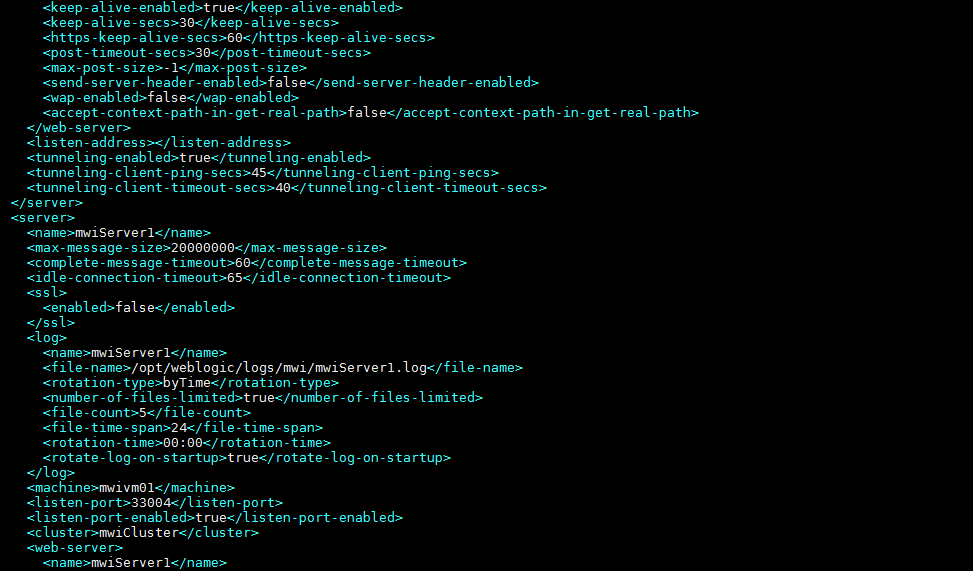 <keep-alive-enabled>true</keep-alive-enabled>
<keep-alive-secs>30</keep-alive-secs>
<https-keep-alive-secs>60</https-keep-alive-secs>
<post-timeout-secs>30</post-timeout-secs>
<max-post-size>-1</max-post-size>
<send-server-header-enabled>false</send-server-header-enabled>
<wap-enabled>false</wap-enabled>
<accept-context-path-in-get-real-path>false</accept-context-path-in-get-real-path>
</web-server>
<listen-address></listen-address>
<tunneling-enabled>true</tunneling-enabled>
<tunneling-client-ping-secs>45</tunneling-client-ping-secs>
<tunneling-client-timeout-secs>40</tunneling-client-timeout-secs>
</server>
<server>
<name>mwiServer1</name>
<max-message-size>20000000</max-message-size>
<complete-message-timeout>60</complete-message-timeout>
<idle-connection-timeout>65</idle-connection-timeout>
<ssl>
<enabled>false</enabled>
</ssl>
<log>
<name>mwiServer1</name>
<file-name>/opt/weblogic/logs/mwi/mwiServer1.log</file-name>
<rotation-type>byTime</rotation-type>
<number-of-files-limited>true</number-of-files-limited>
<file-count>5</file-count>
<file-time-span>24</file-time-span>
<rotation-time>00:00</rotation-time>
<rotate-log-on-startup>true</rotate-log-on-startup>
</log>
<machine>mwivm01</machine>
<listen-port>33004</listen-port>
<listen-port-enabled>true</listen-port-enabled>
<cluster>mwiCluster</cluster>
<web-server>
<name>mwiServer1</name>